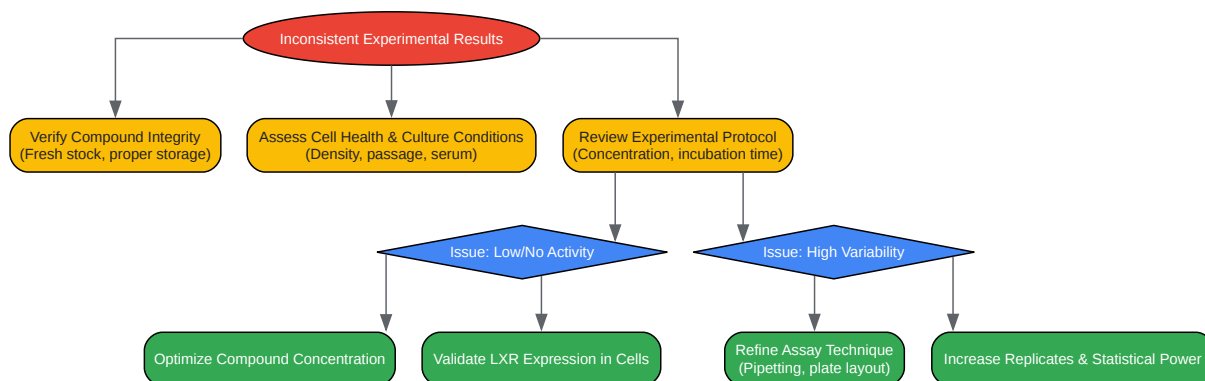 Inconsistent Experimental Results
Verify Compound Integrity
(Fresh stock, proper storage)
Assess Cell Health & Culture Conditions
(Density, passage, serum)
Review Experimental Protocol
(Concentration, incubation time)
Issue: Low/No Activity
Issue: High Variability
Optimize Compound Concentration
Validate LXR Expression in Cells
Refine Assay Technique
(Pipetting, plate layout)
Increase Replicates & Statistical Power